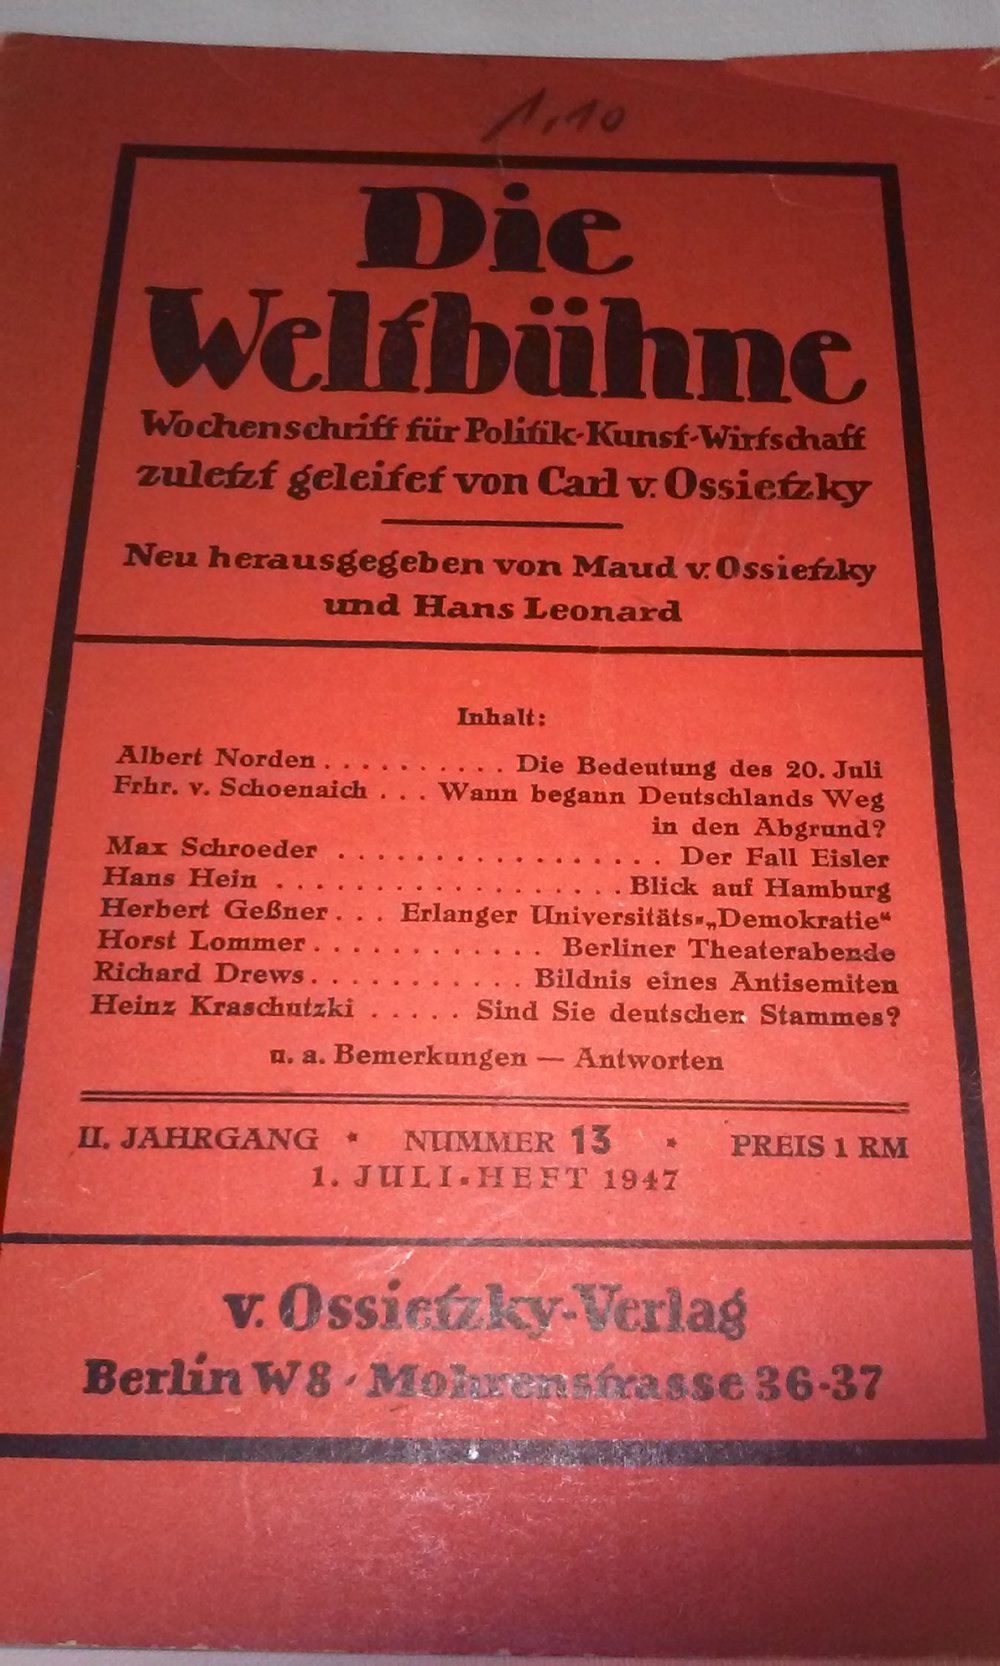 1,10
Die
Weltbühne
Wochenschrift für Politik-Kunst-Wirtschaft
zuletzt geleitet von Carl v. Ossietzky
Neu herausgegeben von Maud v. Ossietzky
und Hans Leonard
Inhalt:
Albert Norden . . . . . . . . . . Die Bedeutung des 20. Juli
Frhr. v. Schoenaich . . . Wann begann Deutschlands Weg
in den Abgrund?
Max Schroeder . . . . . . . . . . . . . . . . . Der Fall Eisler
Hans Hein . . . . . . . . . . . . . . . . . . . Blick auf Hamburg
Herbert Geßner . . . Erlanger Universitäts-„Demokratie“
Horst Lommer . . . . . . . . . . . . Berliner Theaterabende
Richard Drews . . . . . . . . . . . Bildnis eines Antisemiten
Heinz Kraschutzki . . . . . Sind Sie deutschen Stammes?
u. a. Bemerkungen — Antworten
II. JAHRGANG * NUMMER 13 * PREIS 1 RM
1. JULI-HEFT 1947
v. Ossietzky-Verlag
Berlin W 8 · Mohrenstrasse 36-37